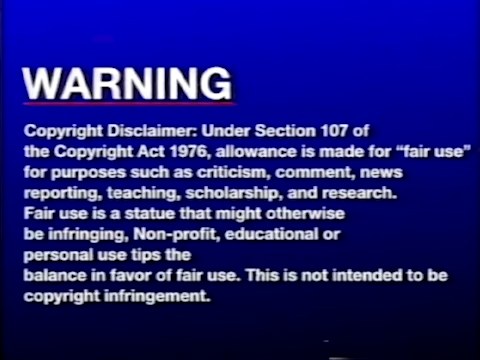 WARNING
Copyright Disclaimer: Under Section 107 of
the Copyright Act 1976, allowance is made for “fair use”
for purposes such as criticism, comment, news
reporting, teaching, scholarship, and research.
Fair use is a statue that might otherwise
be infringing, Non-profit, educational or
personal use tips the
balance in favor of fair use. This is not intended to be
copyright infringement.